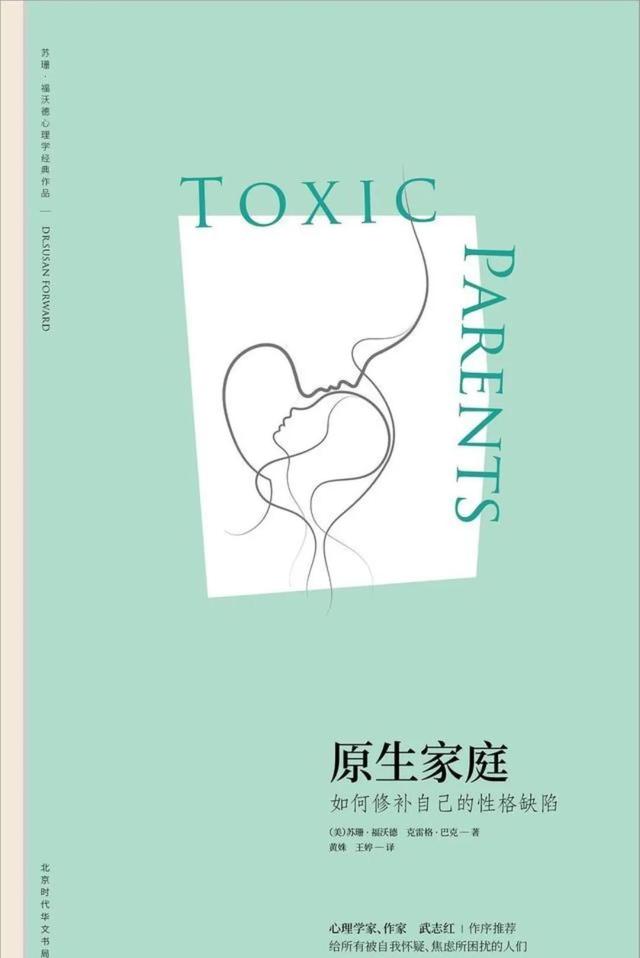 苏珊·福沃德心理学经典作品 | DR.SUSAN FORWARD
TOXIC
PARENTS
原生家庭
如何修补自己的性格缺陷
(美)苏珊·福沃德 克雷格·巴克—著
黄姝 王婷—译
心理学家、作家 武志红 | 作序推荐
给所有被自我怀疑、焦虑所困扰的人们
北京时代华文书局